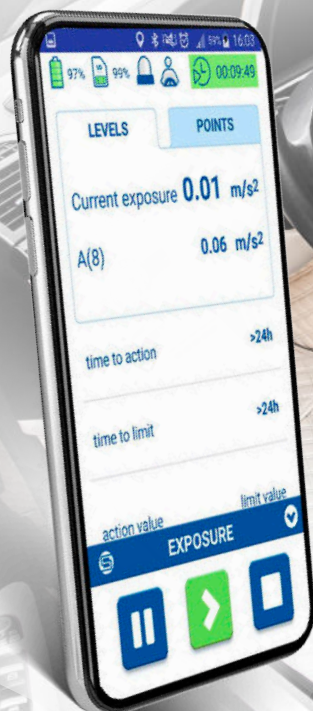 59% 16:03
97% 99% 00:09:49
LEVELS POINTS
Current exposure 0.01 m/s2
A(8) 0.06 m/s2
time to action >24h
time to limit >24h
action value limit value
EXPOSURE